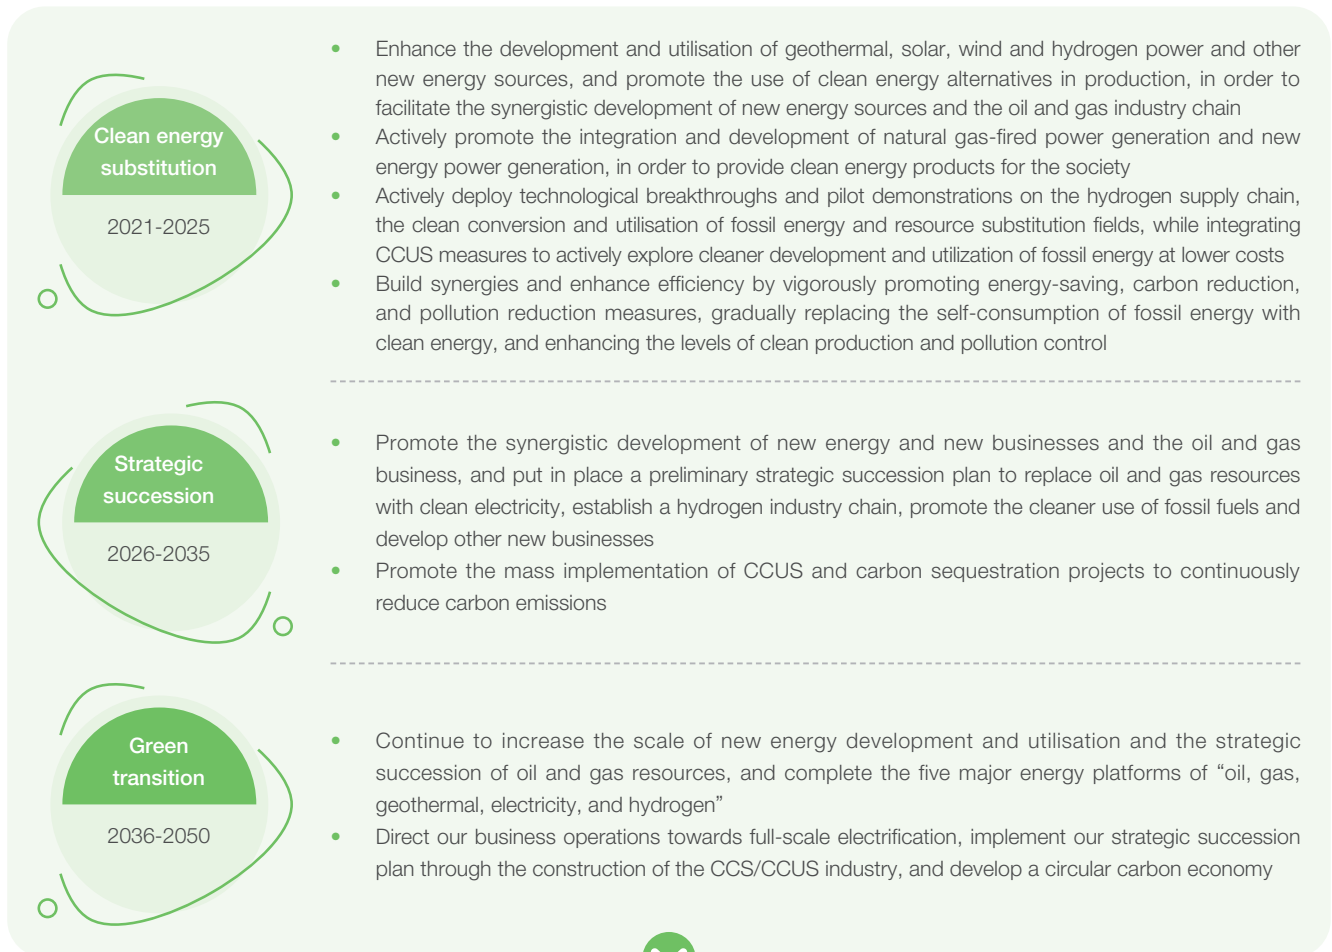 Clean energy
substitution
2021-2025
• Enhance the development and utilisation of geothermal, solar, wind and hydrogen power and other
new energy sources, and promote the use of clean energy alternatives in production, in order to
facilitate the synergistic development of new energy sources and the oil and gas industry chain
• Actively promote the integration and development of natural gas-fired power generation and new
energy power generation, in order to provide clean energy products for the society
• Actively deploy technological breakthroughs and pilot demonstrations on the hydrogen supply chain,
the clean conversion and utilisation of fossil energy and resource substitution fields, while integrating
CCUS measures to actively explore cleaner development and utilization of fossil energy at lower costs
• Build synergies and enhance efficiency by vigorously promoting energy-saving, carbon reduction,
and pollution reduction measures, gradually replacing the self-consumption of fossil energy with
clean energy, and enhancing the levels of clean production and pollution control
Strategic
succession
2026-2035
• Promote the synergistic development of new energy and new businesses and the oil and gas
business, and put in place a preliminary strategic succession plan to replace oil and gas resources
with clean electricity, establish a hydrogen industry chain, promote the cleaner use of fossil fuels and
develop other new businesses
• Promote the mass implementation of CCUS and carbon sequestration projects to continuously
reduce carbon emissions
Green
transition
2036-2050
• Continue to increase the scale of new energy development and utilisation and the strategic
succession of oil and gas resources, and complete the five major energy platforms of “oil, gas,
geothermal, electricity, and hydrogen”
• Direct our business operations towards full-scale electrification, implement our strategic succession
plan through the construction of the CCS/CCUS industry, and develop a circular carbon economy